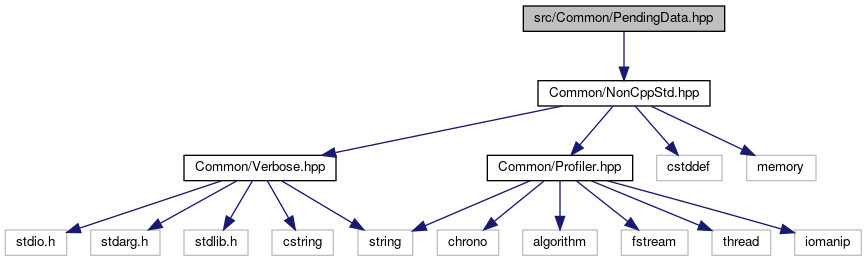 src/Common/PendingData.hpp
Common/NonCppStd.hpp
Common/Verbose.hpp
Common/Profiler.hpp
cstddef
memory
stdio.h
stdarg.h
stdlib.h
cstring
string
chrono
algorithm
fstream
thread
iomanip